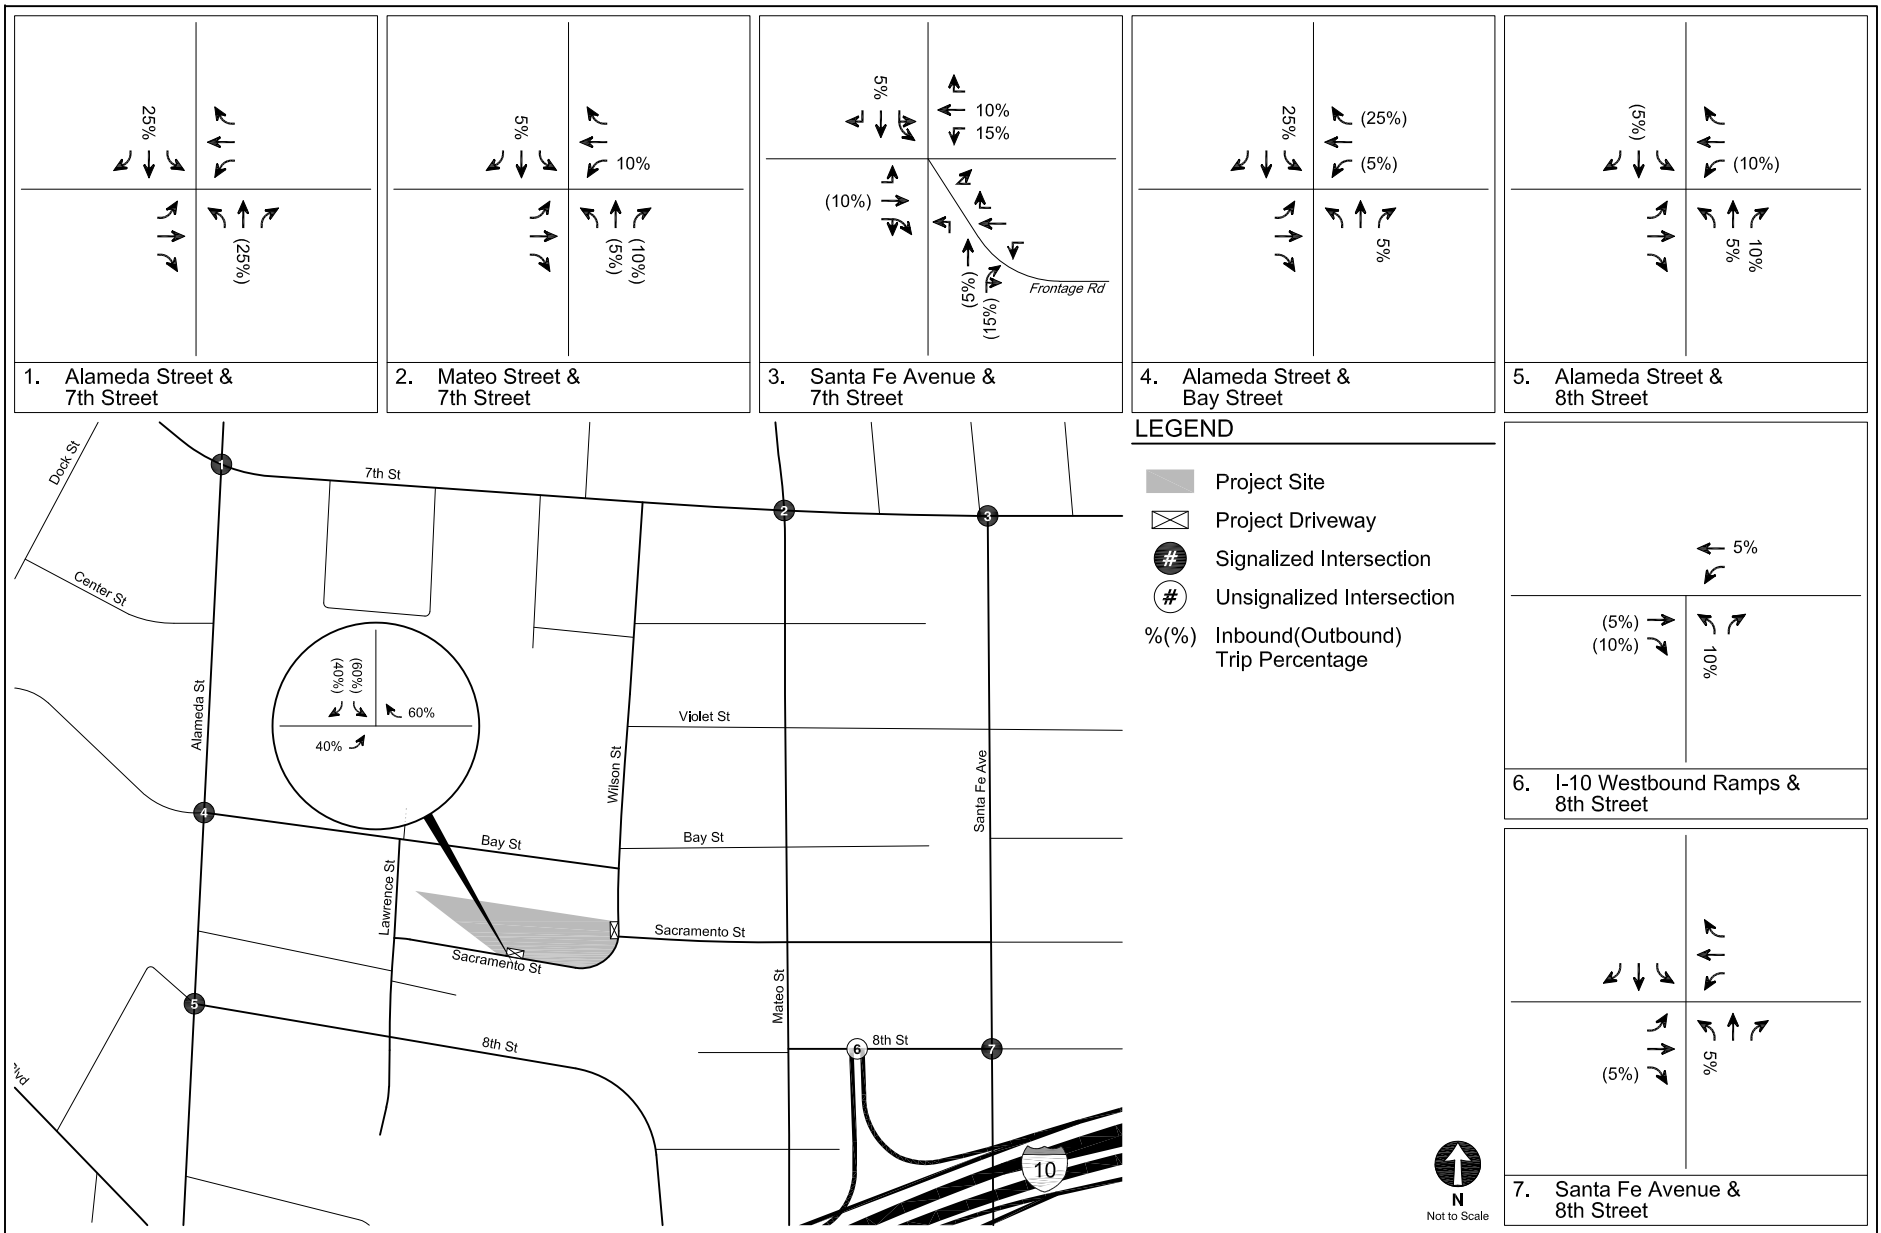 25%
(25%)
1. Alameda Street &
7th Street
5%
10%
(5%)
(10%)
2. Mateo Street &
7th Street
5%
10%
15%
(10%)
(5%)
(15%)
Frontage Rd
3. Santa Fe Avenue &
7th Street
25%
(25%)
(5%)
5%
4. Alameda Street &
Bay Street
(5%)
(10%)
5%
10%
5. Alameda Street &
8th Street
LEGEND
Project Site
Project Driveway
# Signalized Intersection
# Unsignalized Intersection
%(%) Inbound(Outbound)
Trip Percentage
5%
(5%)
(10%)
10%
6. I-10 Westbound Ramps &
8th Street
(5%)
5%
7. Santa Fe Avenue &
8th Street
Dock St
1
7th St
2
3
Center St
Alameda St
(40%)
(60%)
60%
40%
Violet St
Wilson St
Santa Fe Ave
4
Bay St
Bay St
Lawrence St
Sacramento St
Sacramento St
5
Mateo St
8th St
6
8th St
7
Blvd
10
N
Not to Scale